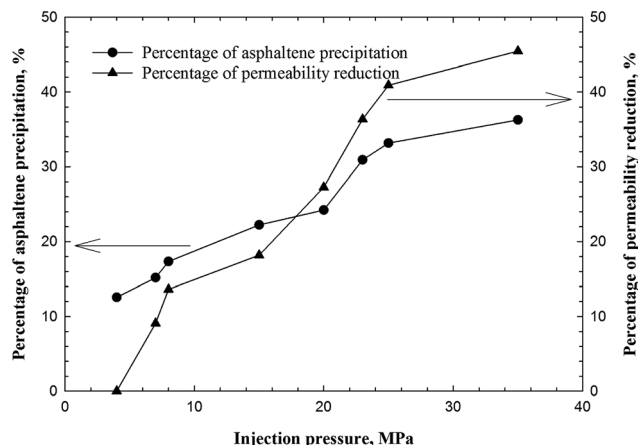 50
40
30
20
10
0
Percentage of asphaltene precipitation, %
Percentage of asphaltene precipitation
Percentage of permeability reduction
50
40
30
20
10
0
Percentage of permeability reduction, %
0 10 20 30 40
Injection pressure, MPa